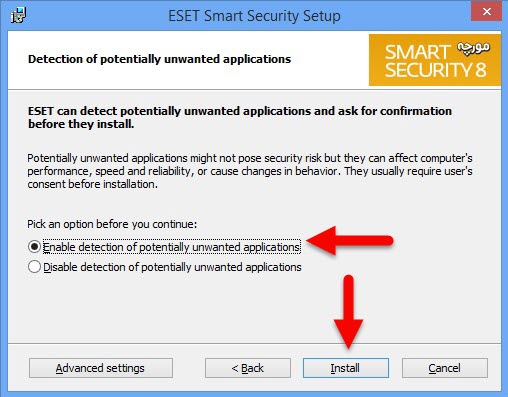 ESET Smart Security Setup
Detection of potentially unwanted applications
SMART مورچه
SECURITY 8
ESET can detect potentially unwanted applications and ask for confirmation
before they install.
Potentially unwanted applications might not pose security risk but they can affect computer's
performance, speed and reliability, or cause changes in behavior. They usually require user's
consent before installation.
Pick an option before you continue:
Enable detection of potentially unwanted applications
Disable detection of potentially unwanted applications
Advanced settings
< Back
Install
Cancel